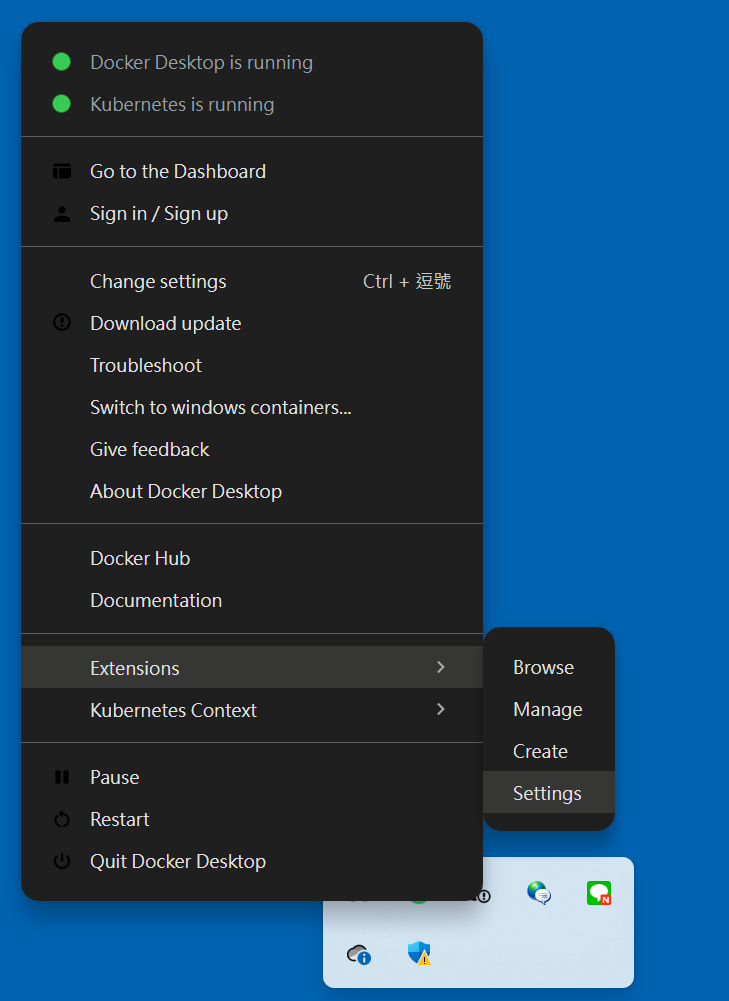 Docker Desktop is running
Kubernetes is running
Go to the Dashboard
Sign in / Sign up
Change settings Ctrl + 逗號
Download update
Troubleshoot
Switch to windows containers...
Give feedback
About Docker Desktop
Docker Hub
Documentation
Extensions
Kubernetes Context
Pause
Restart
Quit Docker Desktop
Browse
Manage
Create
Settings
N